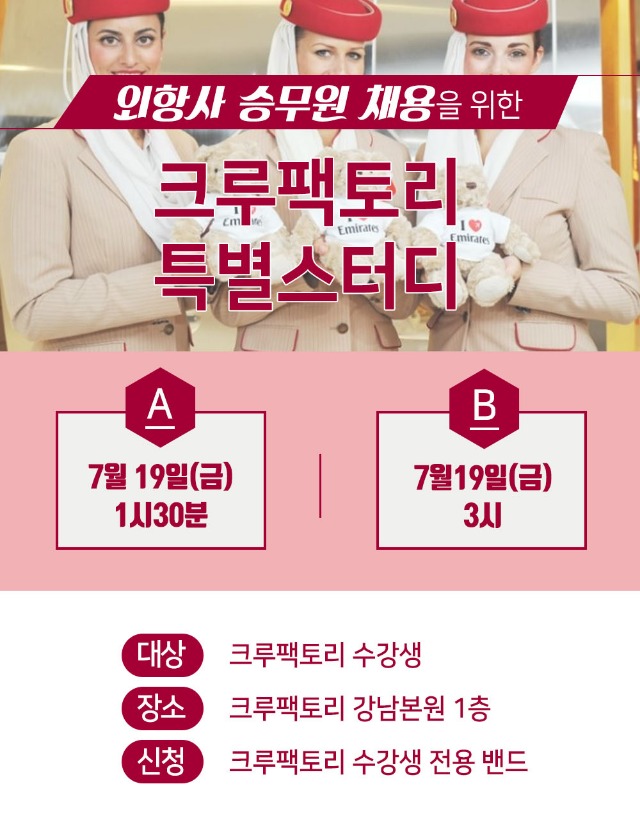 외항사 승무원 채용을 위한
크루팩토리
특별스터디
I ❤
Emirates
I ❤
Emirates
I ❤
Emirates
A
7월 19일(금)
1시30분
B
7월19일(금)
3시
대상 크루팩토리 수강생
장소 크루팩토리 강남본원 1층
신청 크루팩토리 수강생 전용 밴드